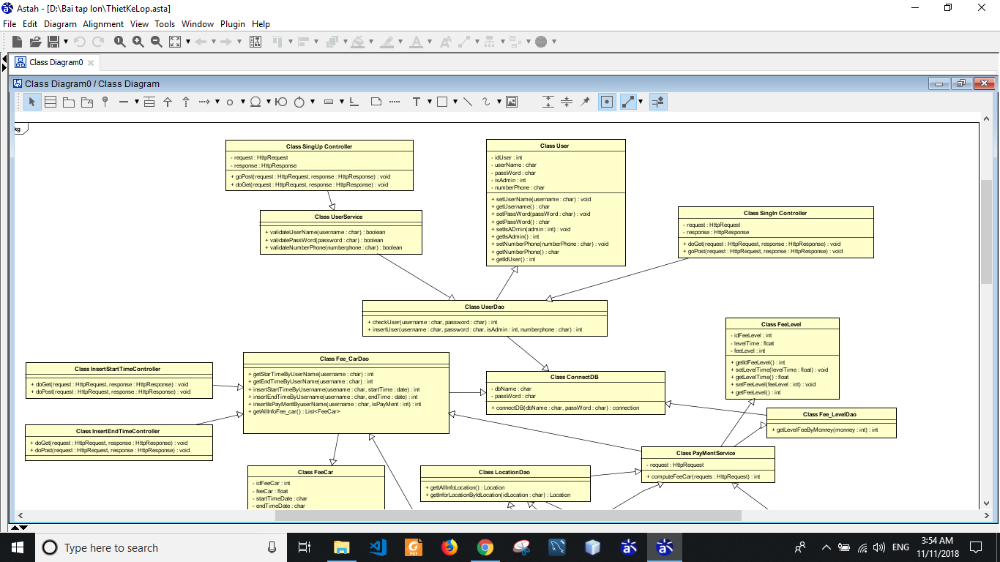 Astah - [D:\Bai tap lon\ThietKeLop.asta]
File Edit Diagram Alignment View Tools Window Plugin Help
Class Diagram0
Class Diagram0 / Class Diagram
kg
Class SingUp Controller
- request : HttpRequest
- response : HttpResponse
+ goPost(request : HttpRequest, response : HttpResponse) : void
+ doGet(request : HttpRequest, response : HttpResponse) : void
Class User
- idUser : int
- userName : char
- passWord : char
- isAdmin : int
- numberPhone : char
+ setUserName(username : char) : void
+ getUsername() : char
+ setPassWord(passWord : char) : void
+ getPassWord() : char
+ setIsADmin(admin : int) : void
+ getIsAdmin() : int
+ setNumberPhone(numberPhone : char) : void
+ getNumberPhone() : char
+ getIdUser() : int
Clsss UserService
+ validateUserName(username : char) : boolean
+ validatePassWord(password : char) : boolean
+ validateNumberPhone(numberphone : char) : boolean
Class SingIn Controller
- request : HttpRequest
- response : HttpResponse
+ doGet(request : HttpRequest, response : HttpResponse) : void
+ goPost(request : HttpRequest, response : HttpResponse) : void
Class UserDao
+ checkUser(username : char, password : char) : int
+ insertUser(username : char, password : char, isAdmin : int, numberphone : char) : int
Class FeeLevel
- idFeeLevel : int
- levelTime : float
- feeLevel : int
+ getIdFeeLevel() : int
+ setLevelTime(levelTime : float) : void
+ getLevelTime() : float
+ setFeeLevel(feeLevel : int) : void
+ getFeeLevel() : int
Class InsertStartTimeController
+ doGet(request : HttpRequest, response : HttpResponse) : void
+ doPost(request : HttpRequest, response : HttpResponse) : void
Class Fee_CarDao
+ getStarTimeByUserName(username : char) : int
+ getEndTimeByUserName(username : char) : int
+ insertStartTimeByUsername(usename : char, startTime : date) : int
+ insertEndTimeByUsername(username : char, endTime : date) : int
+ insertIsPayMentByuserName(username : char, isPayMent : int) : int
+ getAllInfoFee_car() : List<FeeCar>
Class ConnectDB
- dbName : char
- passWord : char
+ connectDB(dbName : char, passWord : char) : connection
Class Fee_LevelDao
+ getLevelFeeByMonney(monney : int) : int
Class InsertEndTimeController
+ doGet(request : HttpRequest, response : HttpResponse) : void
+ doPost(request : HttpRequest, response : HttpResponse) : void
Class PayMentService
- request : HttpRequest
+ computeFeeCar(requets : HttpRequest) : int
Class FeeCar
- idFeeCar : int
- feeCar : float
- startTimeDate : char
- endTimeDate : char
Class LocationDao
+ gettAllInfoLocation() : Location
+ getInforLocationByIdLocation(idLocation : char) : Location
Type here to search
ENG
3:54 AM
11/11/2018